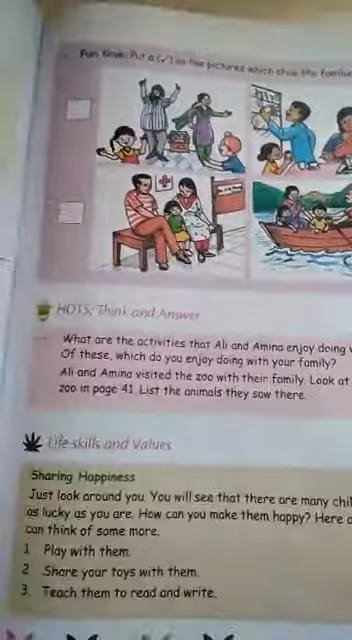 Fun time: Put a (✓) on the pictures which show the families
HOTS: Think and Answer
What are the activities that Ali and Amina enjoy doing
Of these, which do you enjoy doing with your family?
Ali and Amina visited the zoo with their family. Look at
zoo in page 41. List the animals they saw there.
Life skills and Values
Sharing Happiness
Just look around you. You will see that there are many chil
as lucky as you are. How can you make them happy? Here a
can think of some more.
1 Play with them.
2 Share your toys with them.
3. Teach them to read and write.